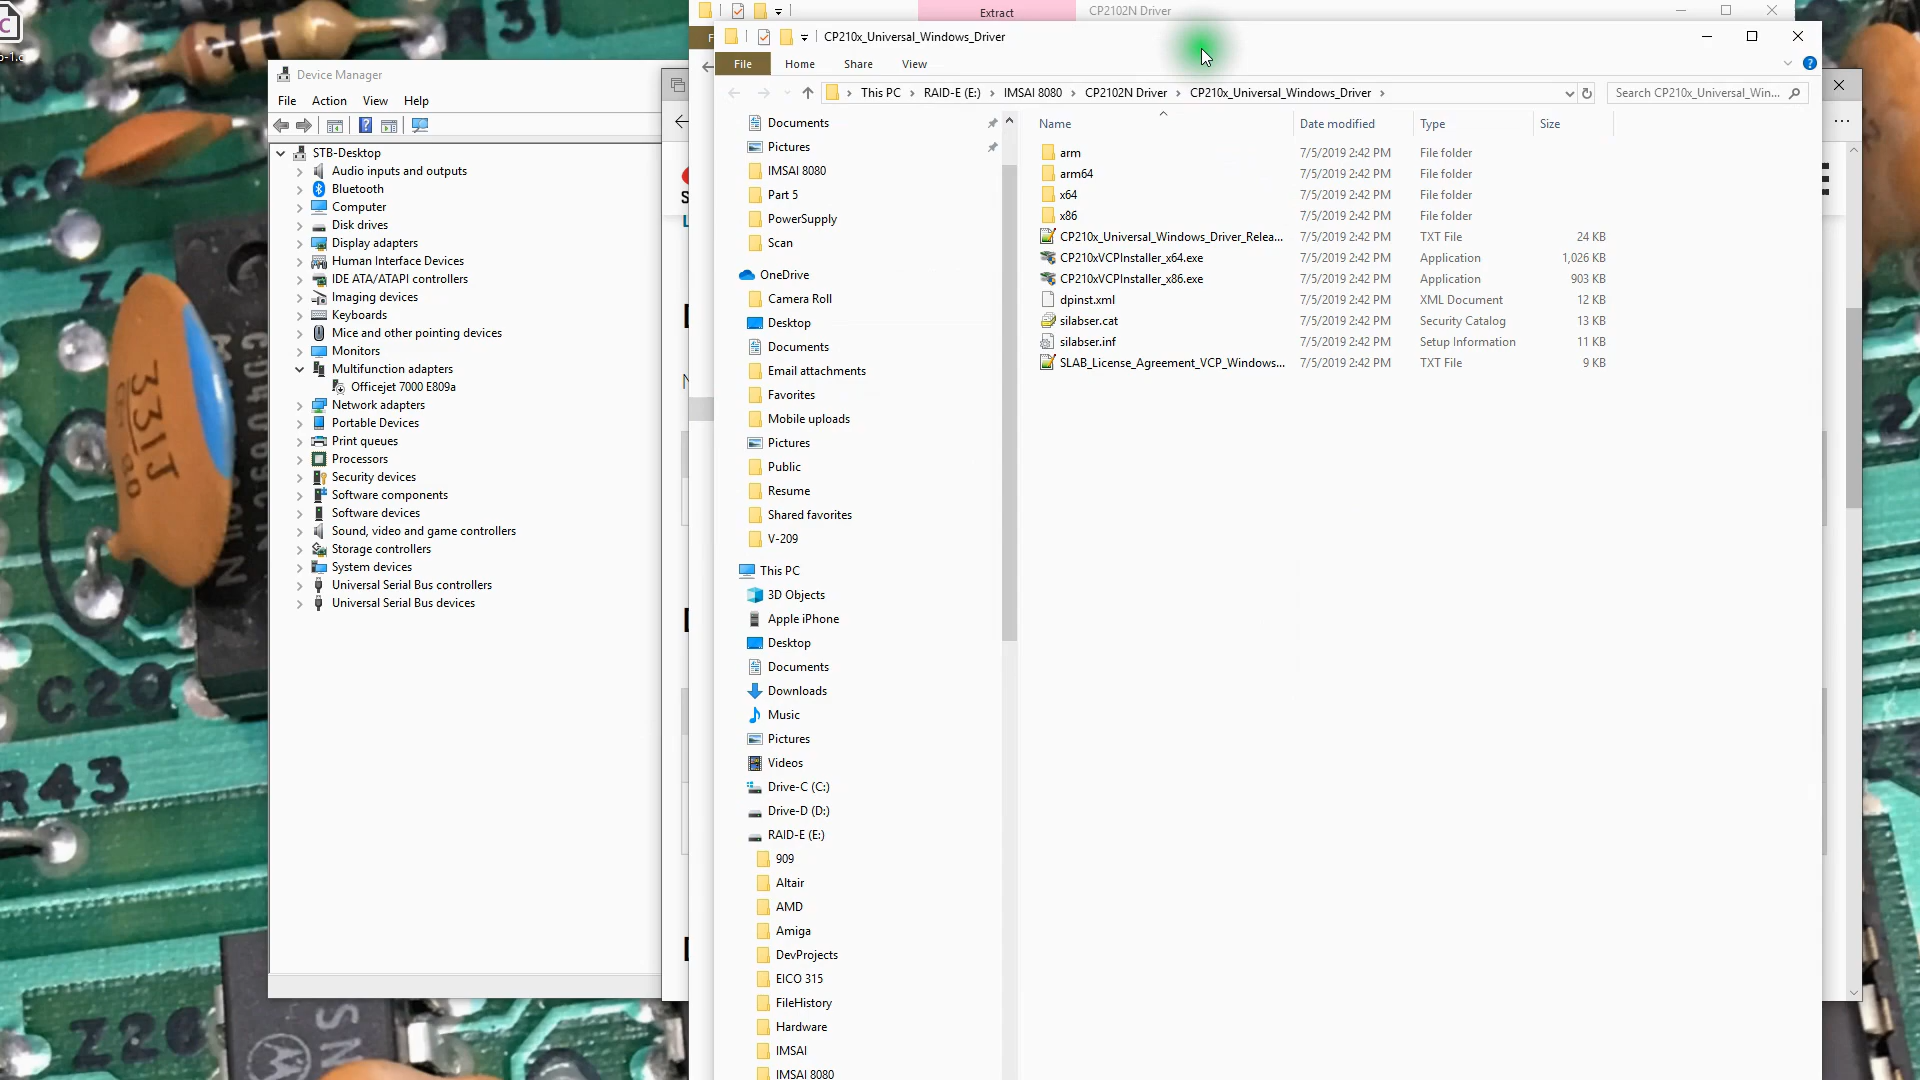 Extract
CP2102N Driver
CP210x_Universal_Windows_Driver
File
Home
Share
View
This PC
RAID-E (E:)
IMSAI 8080
CP2102N Driver
CP210x_Universal_Windows_Driver
Search CP210x_Universal_Win...
Device Manager
File
Action
View
Help
STB-Desktop
Audio inputs and outputs
Bluetooth
Computer
Disk drives
Display adapters
Human Interface Devices
IDE ATA/ATAPI controllers
Imaging devices
Keyboards
Mice and other pointing devices
Monitors
Multifunction adapters
Officejet 7000 E809a
Network adapters
Portable Devices
Print queues
Processors
Security devices
Software components
Software devices
Sound, video and game controllers
Storage controllers
System devices
Universal Serial Bus controllers
Universal Serial Bus devices
Documents
Pictures
IMSAI 8080
Part 5
PowerSupply
Scan
OneDrive
Camera Roll
Desktop
Documents
Email attachments
Favorites
Mobile uploads
Pictures
Public
Resume
Shared favorites
V-209
This PC
3D Objects
Apple iPhone
Desktop
Documents
Downloads
Music
Pictures
Videos
Drive-C (C:)
Drive-D (D:)
RAID-E (E:)
909
Altair
AMD
Amiga
DevProjects
EICO 315
FileHistory
Hardware
IMSAI
IMSAI 8080
Name Date modified Type Size
arm 7/5/2019 2:42 PM File folder
arm64 7/5/2019 2:42 PM File folder
x64 7/5/2019 2:42 PM File folder
x86 7/5/2019 2:42 PM File folder
CP210x_Universal_Windows_Driver_Relea... 7/5/2019 2:42 PM TXT File 24 KB
CP210xVCPInstaller_x64.exe 7/5/2019 2:42 PM Application 1,026 KB
CP210xVCPInstaller_x86.exe 7/5/2019 2:42 PM Application 903 KB
dpinst.xml 7/5/2019 2:42 PM XML Document 12 KB
silabser.cat 7/5/2019 2:42 PM Security Catalog 13 KB
silabser.inf 7/5/2019 2:42 PM Setup Information 11 KB
SLAB_License_Agreement_VCP_Windows... 7/5/2019 2:42 PM TXT File 9 KB
31
331J
C20
R43
Z26
SN